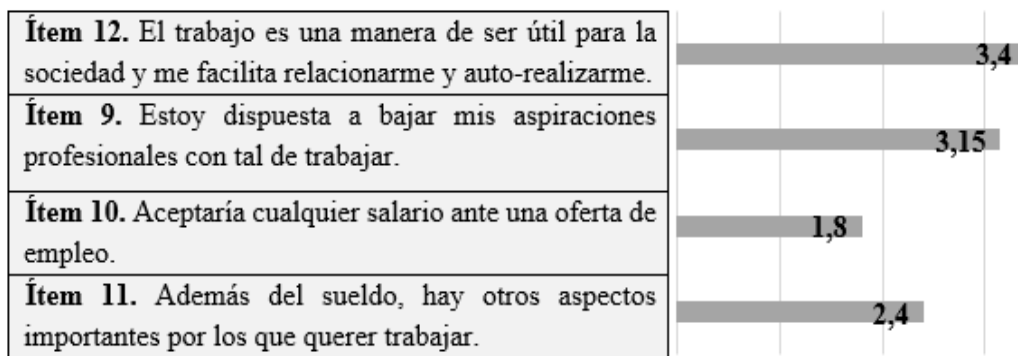 Ítem 12. El trabajo es una manera de ser útil para la
sociedad y me facilita relacionarme y auto-realizarme.
3,4
Ítem 9. Estoy dispuesta a bajar mis aspiraciones
profesionales con tal de trabajar.
3,15
Ítem 10. Aceptaría cualquier salario ante una oferta de
empleo.
1,8
Ítem 11. Además del sueldo, hay otros aspectos
importantes por los que querer trabajar.
2,4